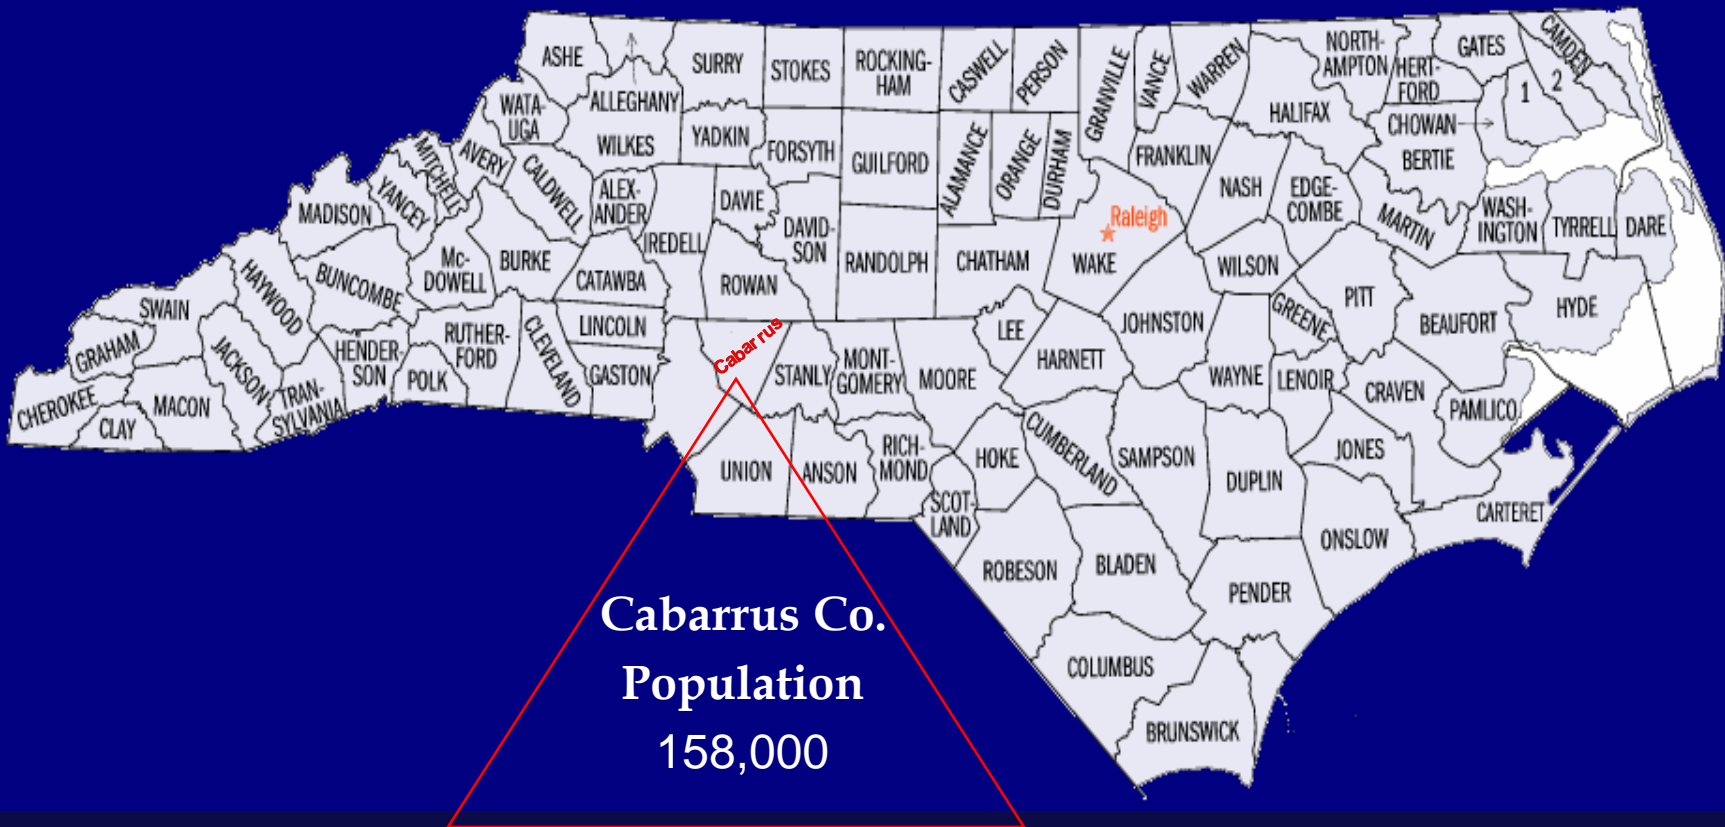 ASHE
SURRY
STOKES
ROCKING-
HAM
CASWELL
PERSON
GRANVILLE
VANCE
WARREN
NORTH-
AMPTON
HERT-
FORD
GATES
CAMDEN
1
2
WATA-
UGA
ALLEGHANY
WILKES
YADKIN
FORSYTH
GUILFORD
ALAMANCE
ORANGE
DURHAM
FRANKLIN
HALIFAX
CHOWAN
BERTIE
MITCHELL
AVERY
CALDWELL
ALEX-
ANDER
IREDELL
DAVIE
DAVID-
SON
NASH
EDGE-
COMBE
MARTIN
WASH-
INGTON
TYRRELL
DARE
MADISON
YANCEY
Mc-
DOWELL
BURKE
CATAWBA
ROWAN
RANDOLPH
CHATHAM
Raleigh
WAKE
WILSON
PITT
BEAUFORT
HYDE
SWAIN
HAYWOOD
BUNCOMBE
RUTHER-
FORD
CLEVELAND
LINCOLN
GASTON
Cabarrus
STANLY
MONT-
GOMERY
MOORE
LEE
HARNETT
JOHNSTON
GREENE
WAYNE
LENOIR
CRAVEN
PAMLICO
GRAHAM
JACKSON
HENDER-
SON
POLK
TRAN-
SYLVANIA
CHEROKEE
CLAY
MACON
UNION
ANSON
RICH-
MOND
SCOT-
LAND
HOKE
CUMBERLAND
SAMPSON
DUPLIN
JONES
CARTERET
ONSLOW
ROBESON
BLADEN
PENDER
COLUMBUS
BRUNSWICK
Cabarrus Co.
Population
158,000